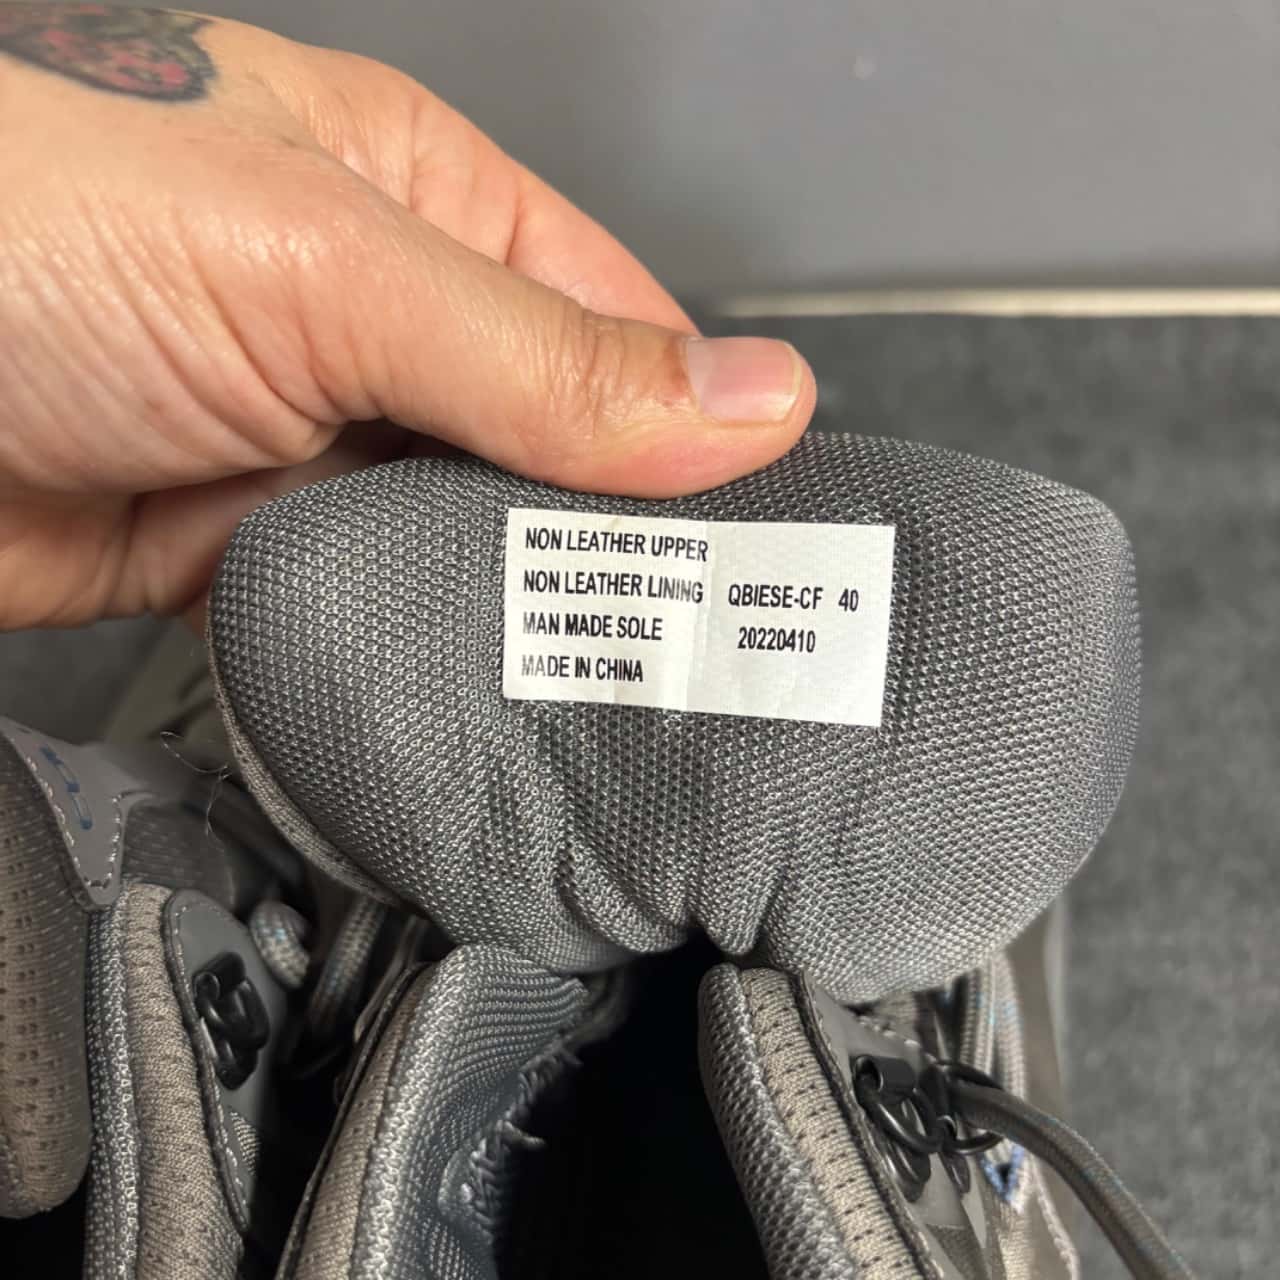 NON LEATHER UPPER
NON LEATHER LINING
MAN MADE SOLE
MADE IN CHINA
QBIESE-CF 40
20220410